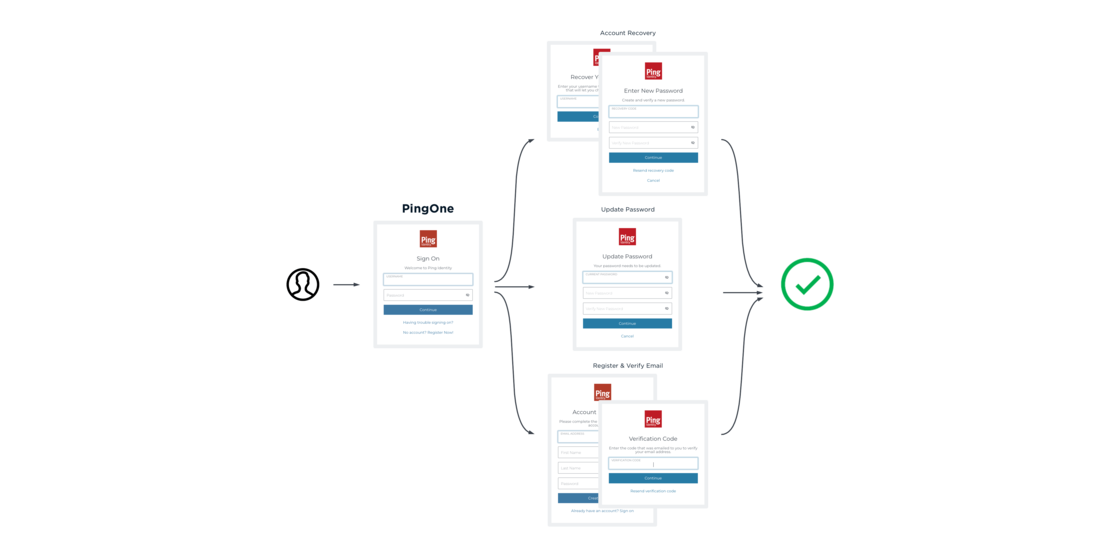 Account Recovery
Ping
Recover Y
Enter your username
USERNAME
Ping
Enter New Password
Create and verify a new password
RECOVERY CODE
New Password
Verify New Password
Continue
Resend recovery code
Cancel
PingOne
Ping
Sign On
Welcome to Ping Identity
USERNAME
Password
Continue
Having trouble signing on?
No account? Register Now!
Update Password
Ping
Update Password
Your password needs to be updated.
CURRENT PASSWORD
New Password
Verify New Password
Continue
Cancel
Register & Verify Email
Ping
Account
Please complete the
EMAIL ADDRESS
First Name
Last Name
Password
Creat
Already have an account? Sign on
Ping
Verification Code
Enter the code that was emailed to you to verify
your email address.
VERIFICATION CODE
Continue
Resend verification code